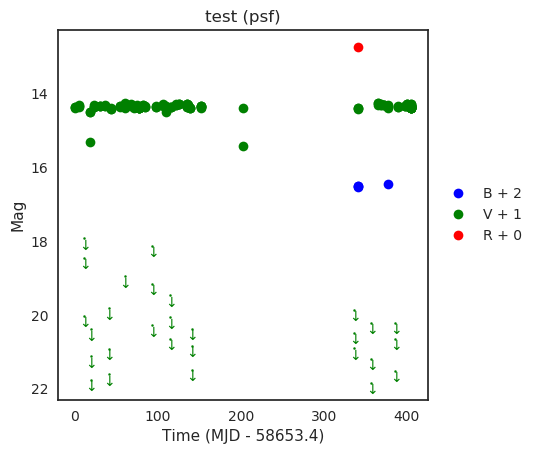 test (psf)
14
16
18
20
22
Mag
0
100
200
300
400
Time (MJD - 58653.4)
B + 2
V + 1
R + 0